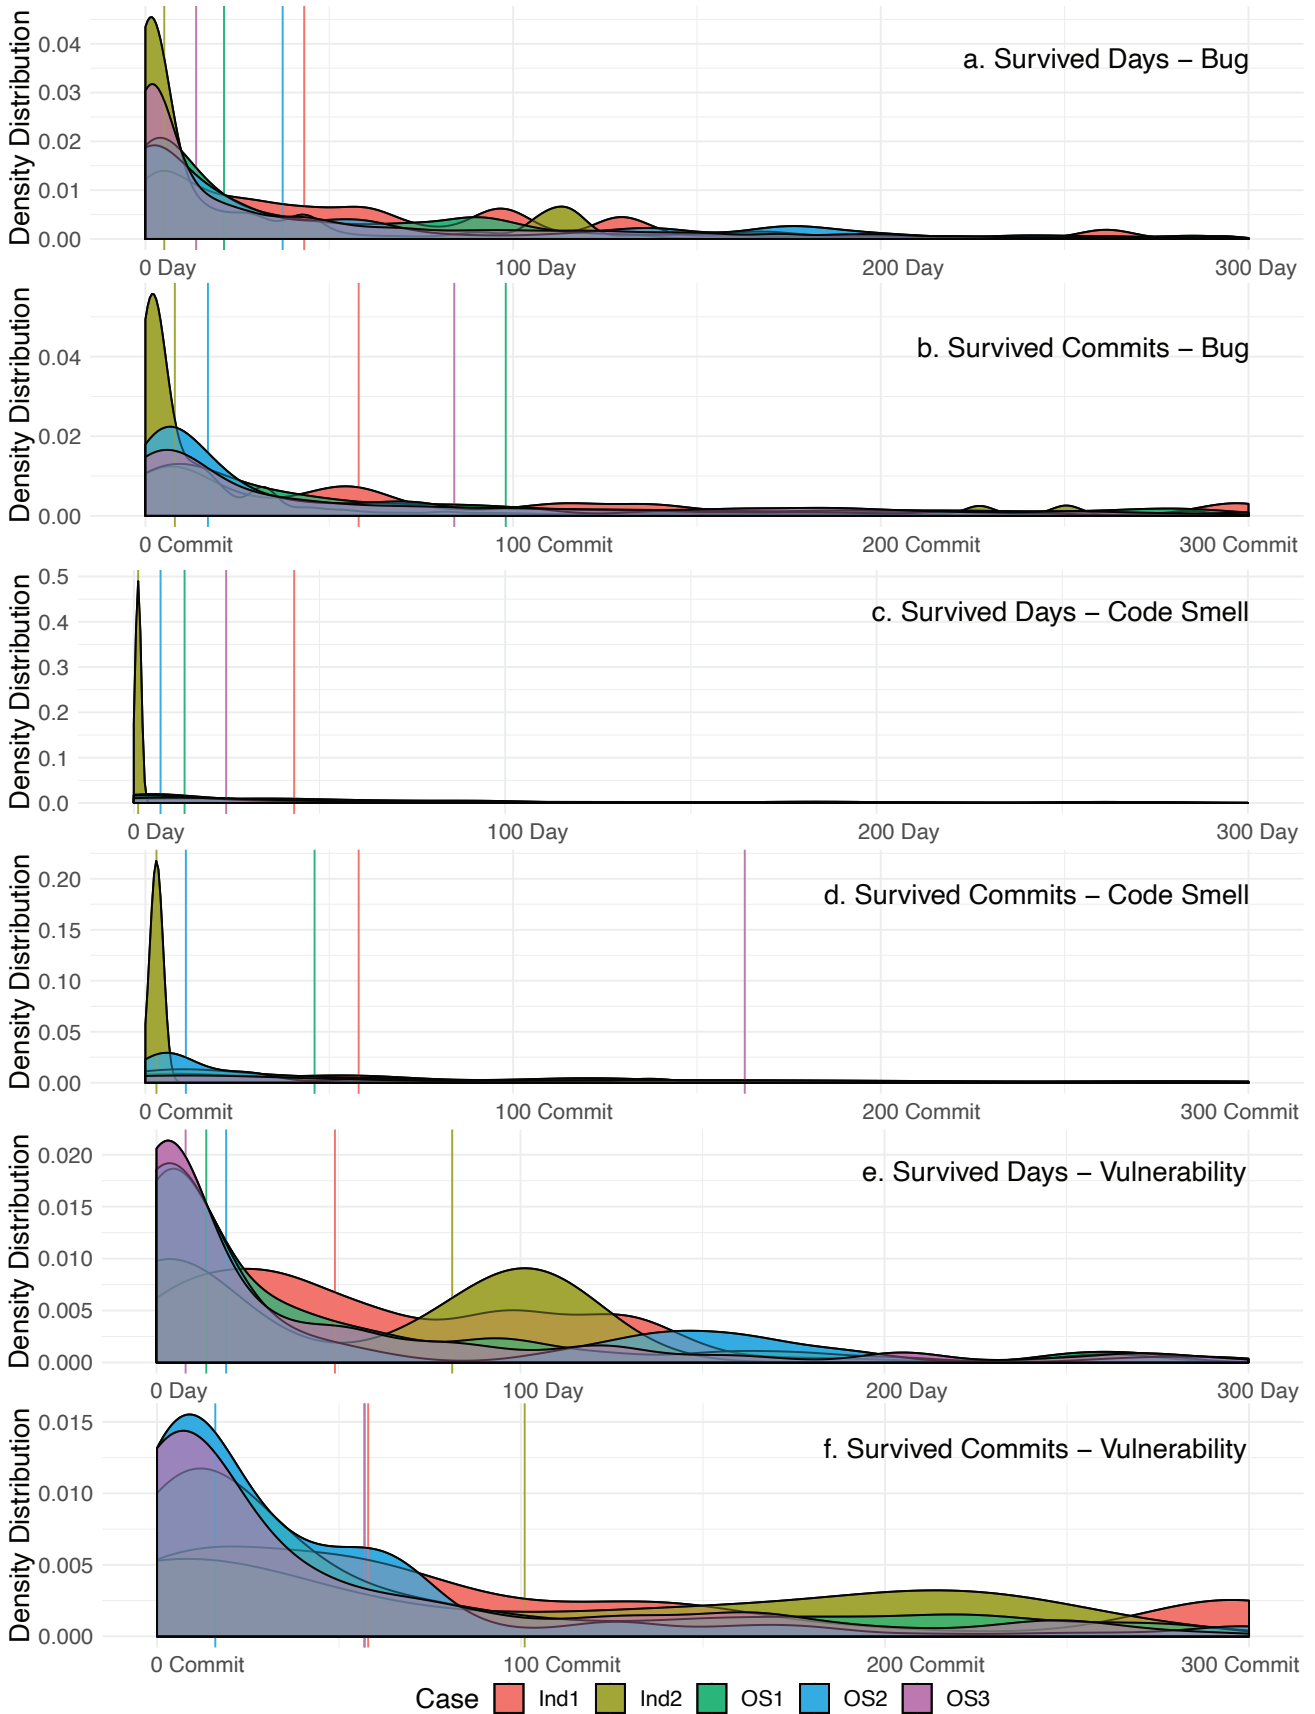 Density Distribution
0.04
0.03
0.02
0.01
0.00
a. Survived Days – Bug
0 Day
100 Day
200 Day
300 Day
Density Distribution
0.04
0.02
0.00
b. Survived Commits – Bug
0 Commit
100 Commit
200 Commit
300 Commit
Density Distribution
0.5
0.4
0.3
0.2
0.1
0.0
c. Survived Days – Code Smell
0 Day
100 Day
200 Day
300 Day
Density Distribution
0.20
0.15
0.10
0.05
0.00
d. Survived Commits – Code Smell
0 Commit
100 Commit
200 Commit
300 Commit
Density Distribution
0.020
0.015
0.010
0.005
0.000
e. Survived Days – Vulnerability
0 Day
100 Day
200 Day
300 Day
Density Distribution
0.015
0.010
0.005
0.000
f. Survived Commits – Vulnerability
0 Commit
100 Commit
200 Commit
300 Commit
Case Ind1 Ind2 OS1 OS2 OS3